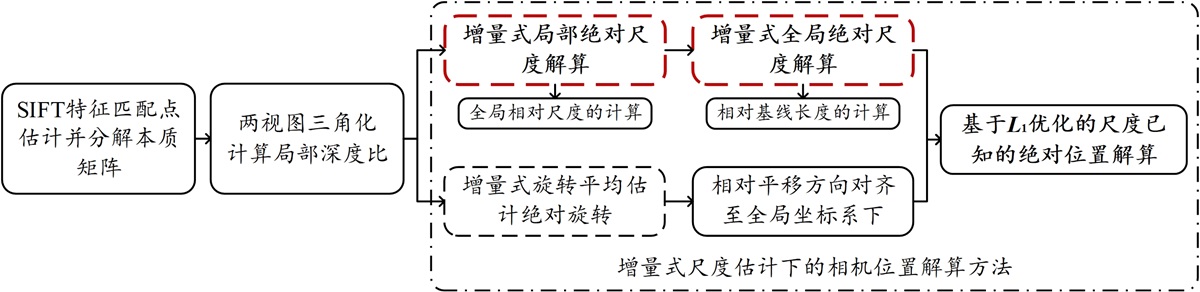 SIFT特征匹配点
估计并分解本质
矩阵
两视图三角化
计算局部深度比
增量式局部绝对尺
度解算
全局相对尺度的计算
增量式全局绝对尺
度解算
相对基线长度的计算
增量式旋转平均估
计绝对旋转
相对平移方向对齐
至全局坐标系下
基于L₁优化的尺度已
知的绝对位置解算
增量式尺度估计下的相机位置解算方法